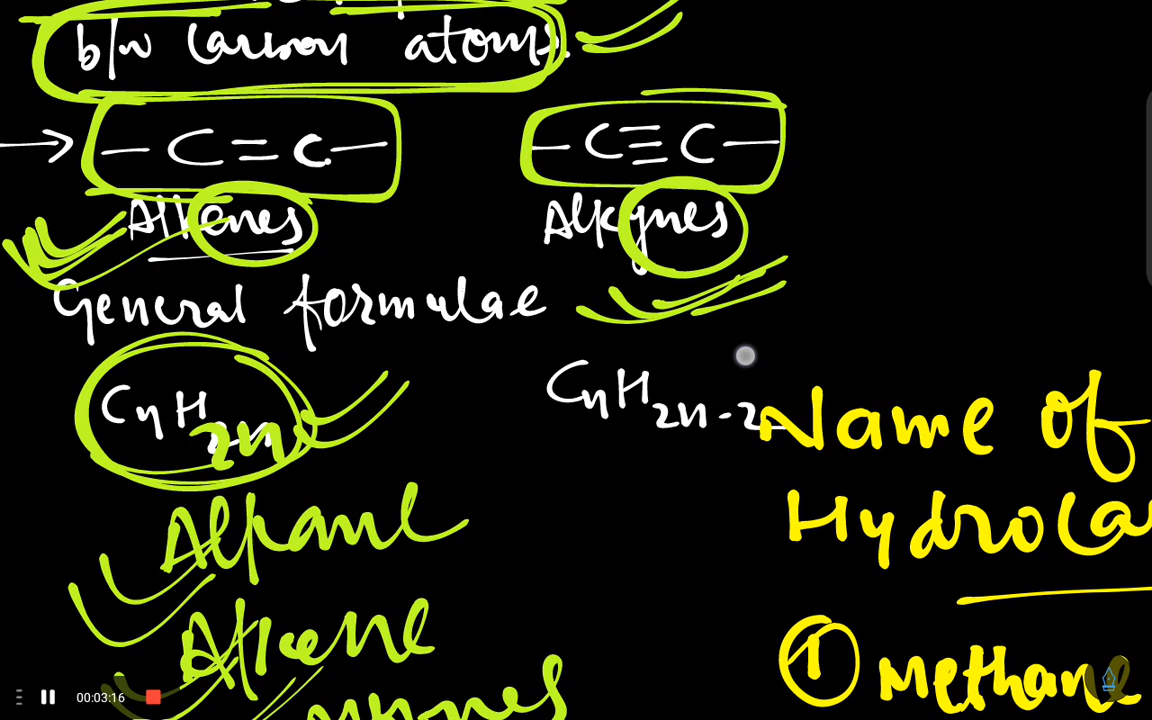 b/w carbon atoms.
→ - C = C - - C ≡ C -
Alkenes Alkynes
General formulae
CnH2n CnH2n-2
Name of
Alkane
Hydroca
Alkene
① Methane
00:03:16